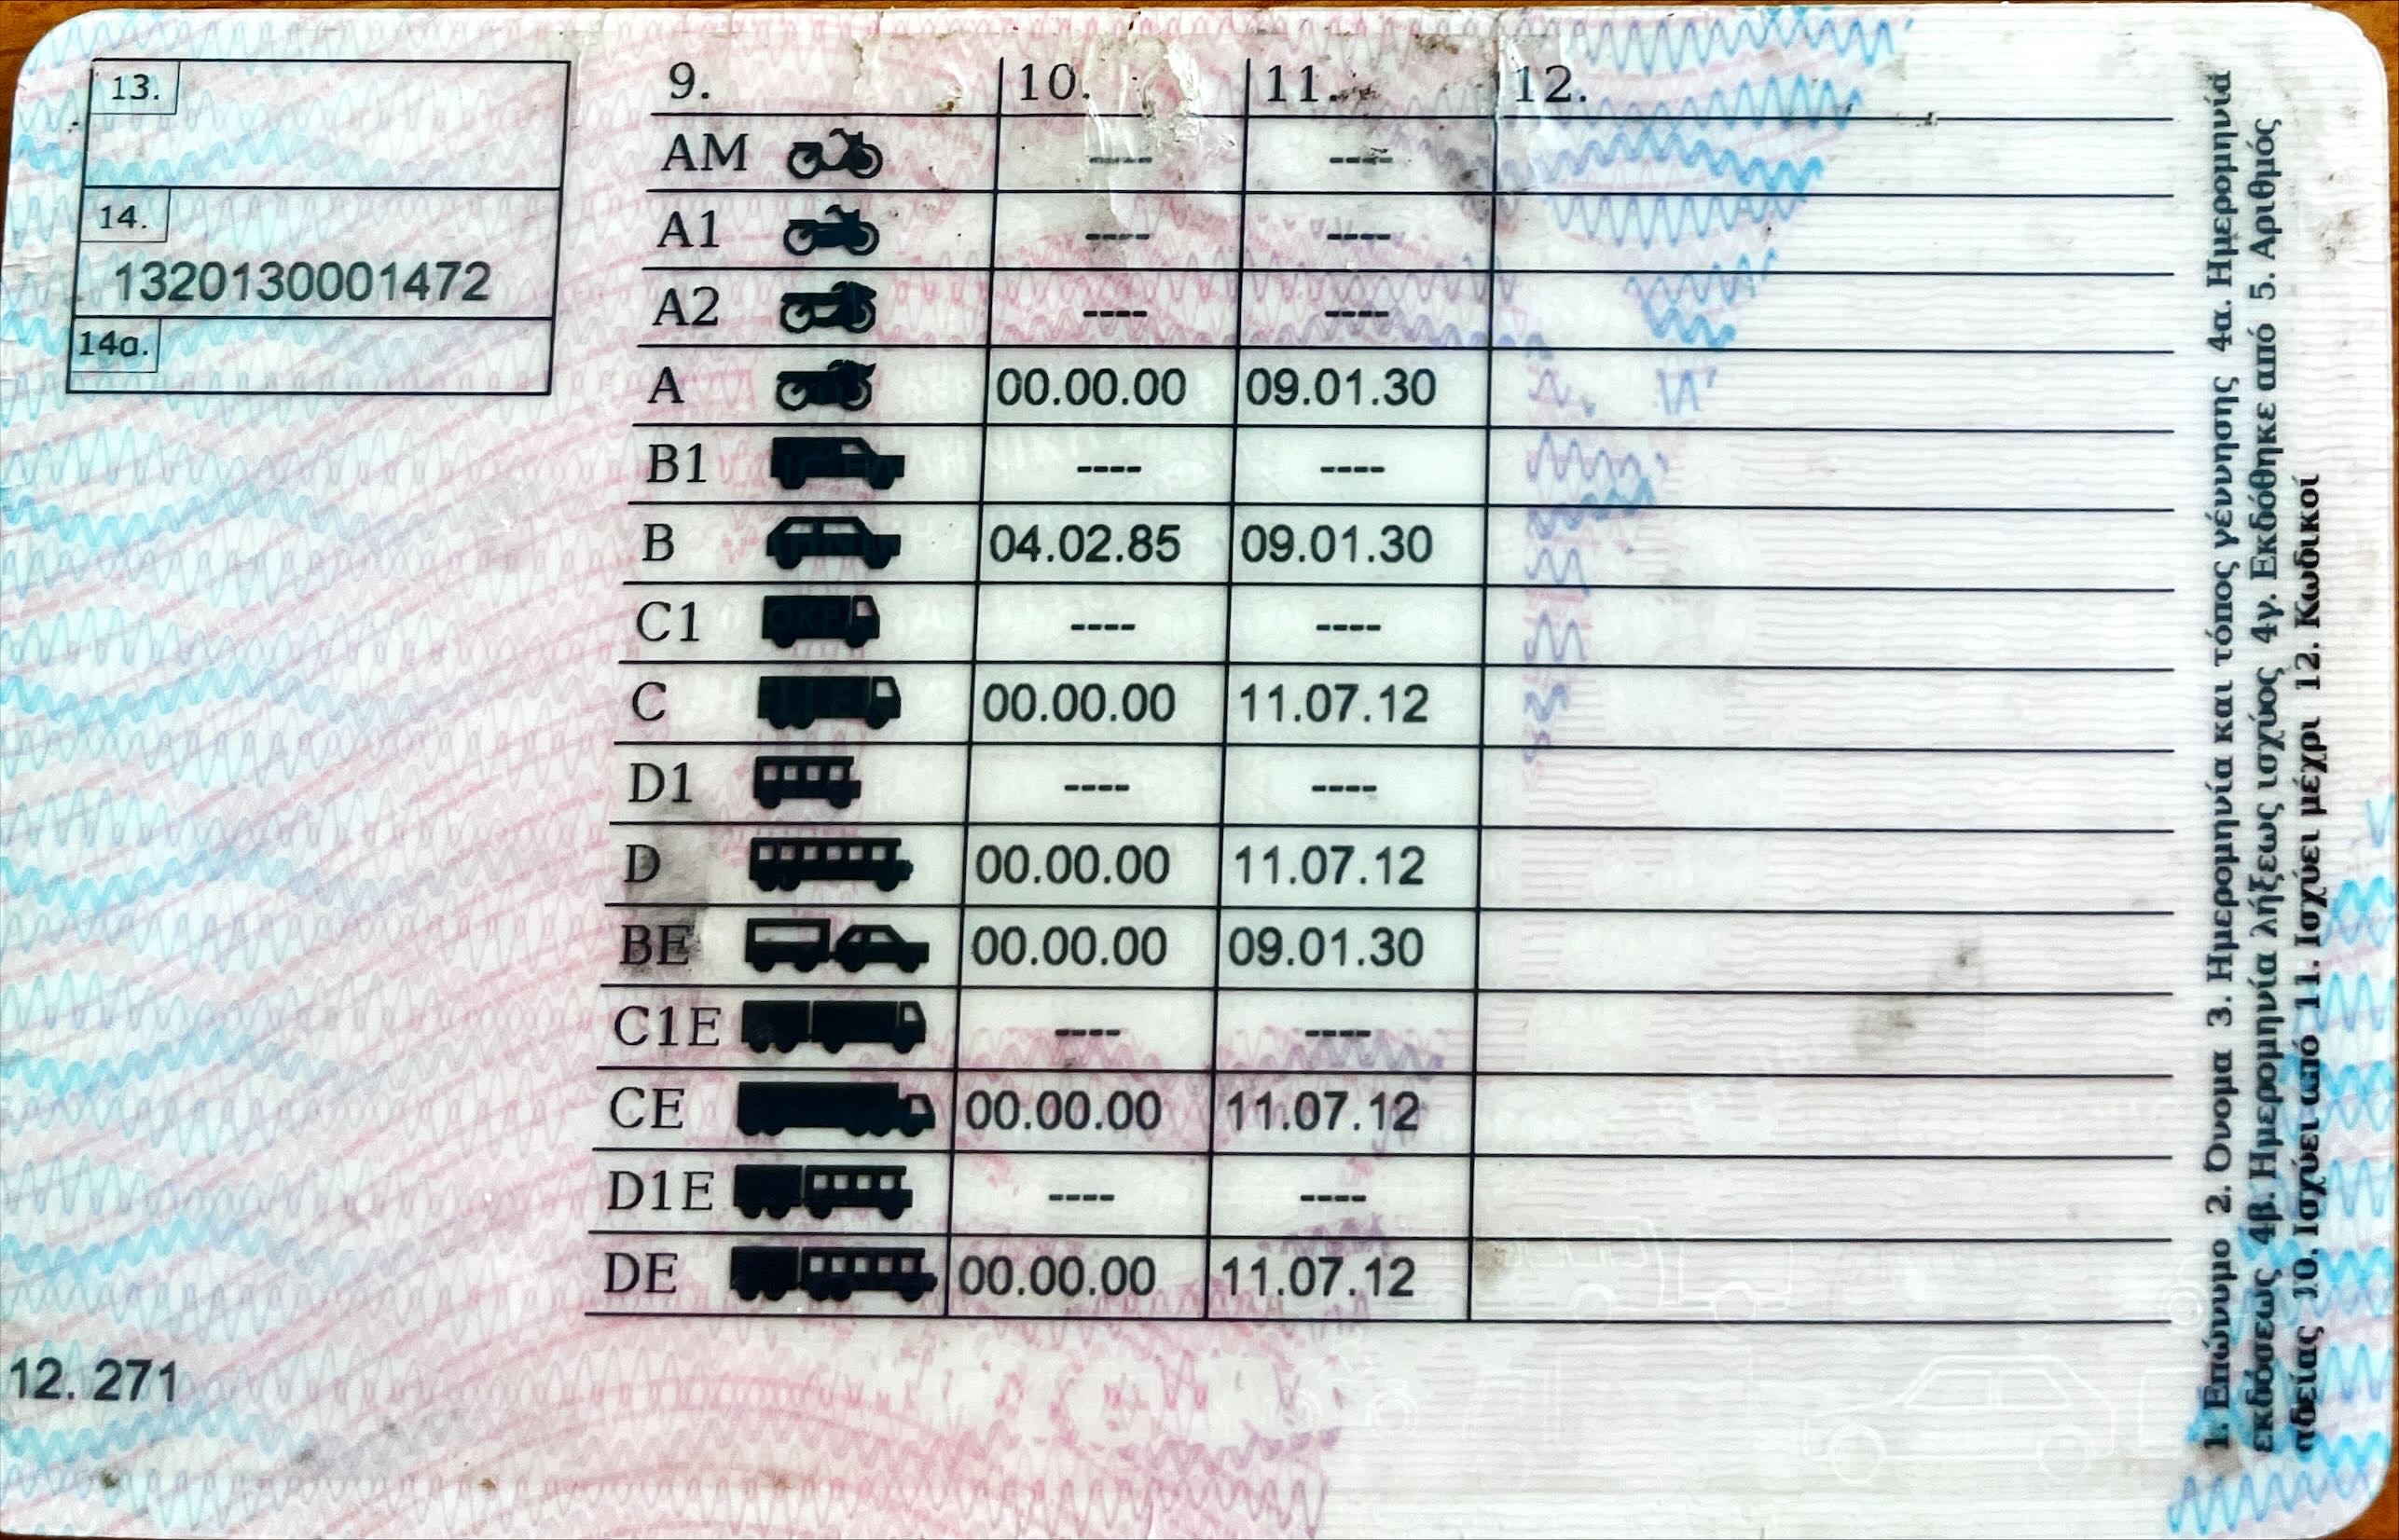 13.
14.
1320130001472
14α.
9. 10. 11. 12.
AM ---- ----
A1 ---- ----
A2 ---- ----
A 00.00.00 09.01.30
B1 ---- ----
B 04.02.85 09.01.30
C1 ---- ----
C 00.00.00 11.07.12
D1 ---- ----
D 00.00.00 11.07.12
BE 00.00.00 09.01.30
C1E ---- ----
CE 00.00.00 11.07.12
D1E ---- ----
DE 00.00.00 11.07.12
12. 271
1. Επώνυμο 2. Όνομα 3. Ημερομηνία και τόπος γέννησης 4α. Ημερομηνία
εκδόσεως 4β. Ημερομηνία λήξεως ισχύος 4γ. Εκδόθηκε από 5. Αριθμός
αδείας 10. Ισχύει από 11. Ισχύει μέχρι 12. Κωδικοί